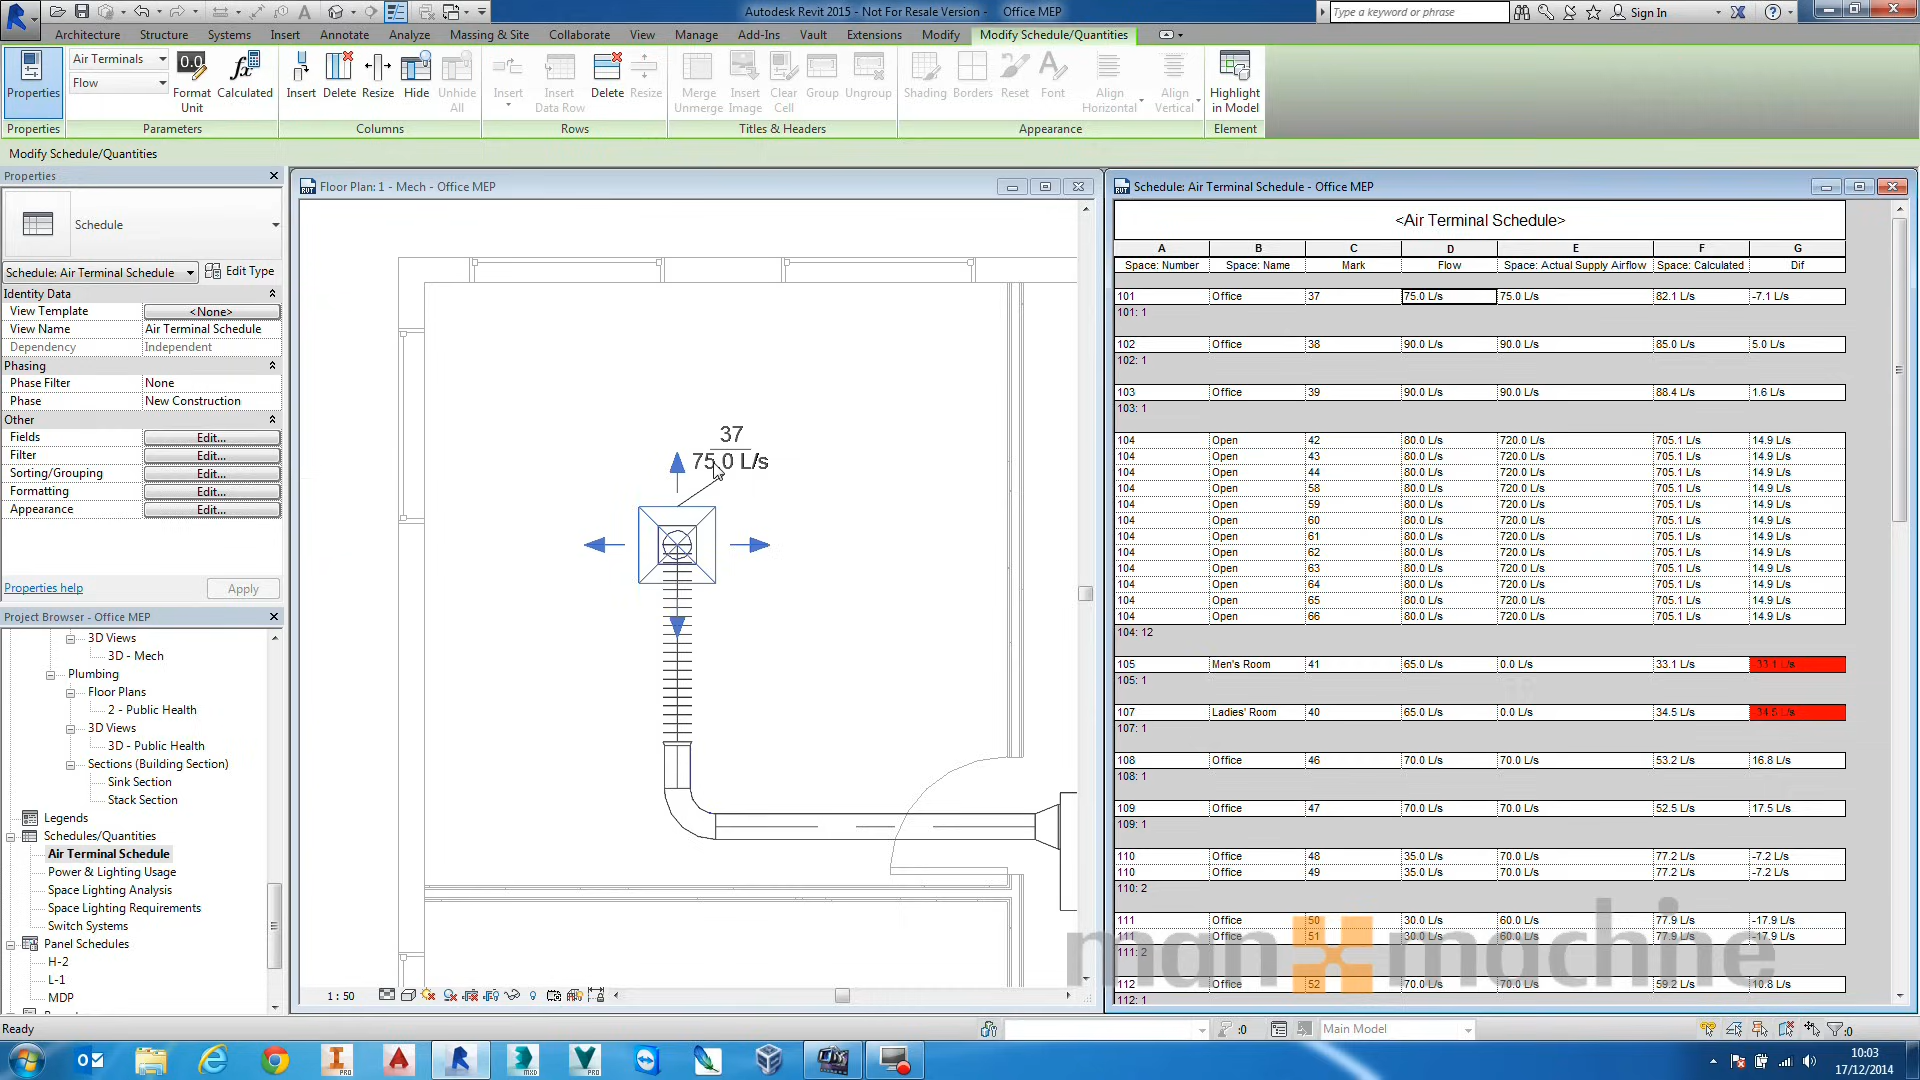 Autodesk Revit 2015 - Not For Resale Version - Office MEP
Type a keyword or phrase
Sign In
Architecture Structure Systems Insert Annotate Analyze Massing & Site Collaborate View Manage Add-Ins Vault Extensions Modify Modify Schedule/Quantities
Properties
Air Terminals
Flow
Format Unit
Calculated
Insert Delete Resize Hide Unhide All
Insert Insert Data Row Delete Resize
Merge Unmerge Insert Image Clear Cell Group Ungroup
Shading Borders Reset Font Align Horizontal Align Vertical
Highlight in Model
Properties Parameters Columns Rows Titles & Headers Appearance Element
Modify Schedule/Quantities
Properties
Schedule
Schedule: Air Terminal Schedule Edit Type
Identity Data
View Template <None>
View Name Air Terminal Schedule
Dependency Independent
Phasing
Phase Filter None
Phase New Construction
Other
Fields Edit...
Filter Edit...
Sorting/Grouping Edit...
Formatting Edit...
Appearance Edit...
Properties help Apply
Project Browser - Office MEP
3D Views
3D - Mech
Plumbing
Floor Plans
2 - Public Health
3D Views
3D - Public Health
Sections (Building Section)
Sink Section
Stack Section
Legends
Schedules/Quantities
Air Terminal Schedule
Power & Lighting Usage
Space Lighting Analysis
Space Lighting Requirements
Switch Systems
Panel Schedules
H-2
L-1
MDP
Floor Plan: 1 - Mech - Office MEP
37
75.0 L/s
1 : 50
Schedule: Air Terminal Schedule - Office MEP
<Air Terminal Schedule>
A B C D E F G
Space: Number Space: Name Mark Flow Space: Actual Supply Airflow Space: Calculated Dif
101 Office 37 75.0 L/s 75.0 L/s 82.1 L/s -7.1 L/s
101: 1
102 Office 38 90.0 L/s 90.0 L/s 85.0 L/s 5.0 L/s
102: 1
103 Office 39 90.0 L/s 90.0 L/s 88.4 L/s 1.6 L/s
103: 1
104 Open 42 80.0 L/s 720.0 L/s 705.1 L/s 14.9 L/s
104 Open 43 80.0 L/s 720.0 L/s 705.1 L/s 14.9 L/s
104 Open 44 80.0 L/s 720.0 L/s 705.1 L/s 14.9 L/s
104 Open 58 80.0 L/s 720.0 L/s 705.1 L/s 14.9 L/s
104 Open 59 80.0 L/s 720.0 L/s 705.1 L/s 14.9 L/s
104 Open 60 80.0 L/s 720.0 L/s 705.1 L/s 14.9 L/s
104 Open 61 80.0 L/s 720.0 L/s 705.1 L/s 14.9 L/s
104 Open 62 80.0 L/s 720.0 L/s 705.1 L/s 14.9 L/s
104 Open 63 80.0 L/s 720.0 L/s 705.1 L/s 14.9 L/s
104 Open 64 80.0 L/s 720.0 L/s 705.1 L/s 14.9 L/s
104 Open 65 80.0 L/s 720.0 L/s 705.1 L/s 14.9 L/s
104 Open 66 80.0 L/s 720.0 L/s 705.1 L/s 14.9 L/s
104: 12
105 Men's Room 41 65.0 L/s 0.0 L/s 33.1 L/s -33.1 L/s
105: 1
107 Ladies' Room 40 65.0 L/s 0.0 L/s 34.5 L/s -34.5 L/s
107: 1
108 Office 46 70.0 L/s 70.0 L/s 53.2 L/s 16.8 L/s
108: 1
109 Office 47 70.0 L/s 70.0 L/s 52.5 L/s 17.5 L/s
109: 1
110 Office 48 35.0 L/s 70.0 L/s 77.2 L/s -7.2 L/s
110 Office 49 35.0 L/s 70.0 L/s 77.2 L/s -7.2 L/s
110: 2
111 Office 50 30.0 L/s 60.0 L/s 77.9 L/s -17.9 L/s
111 Office 51 30.0 L/s 60.0 L/s 77.9 L/s -17.9 L/s
111: 2
112 Office 52 70.0 L/s 70.0 L/s 59.2 L/s 10.8 L/s
112: 1
man machine
Ready
:0
Main Model
:0
10:03
17/12/2014